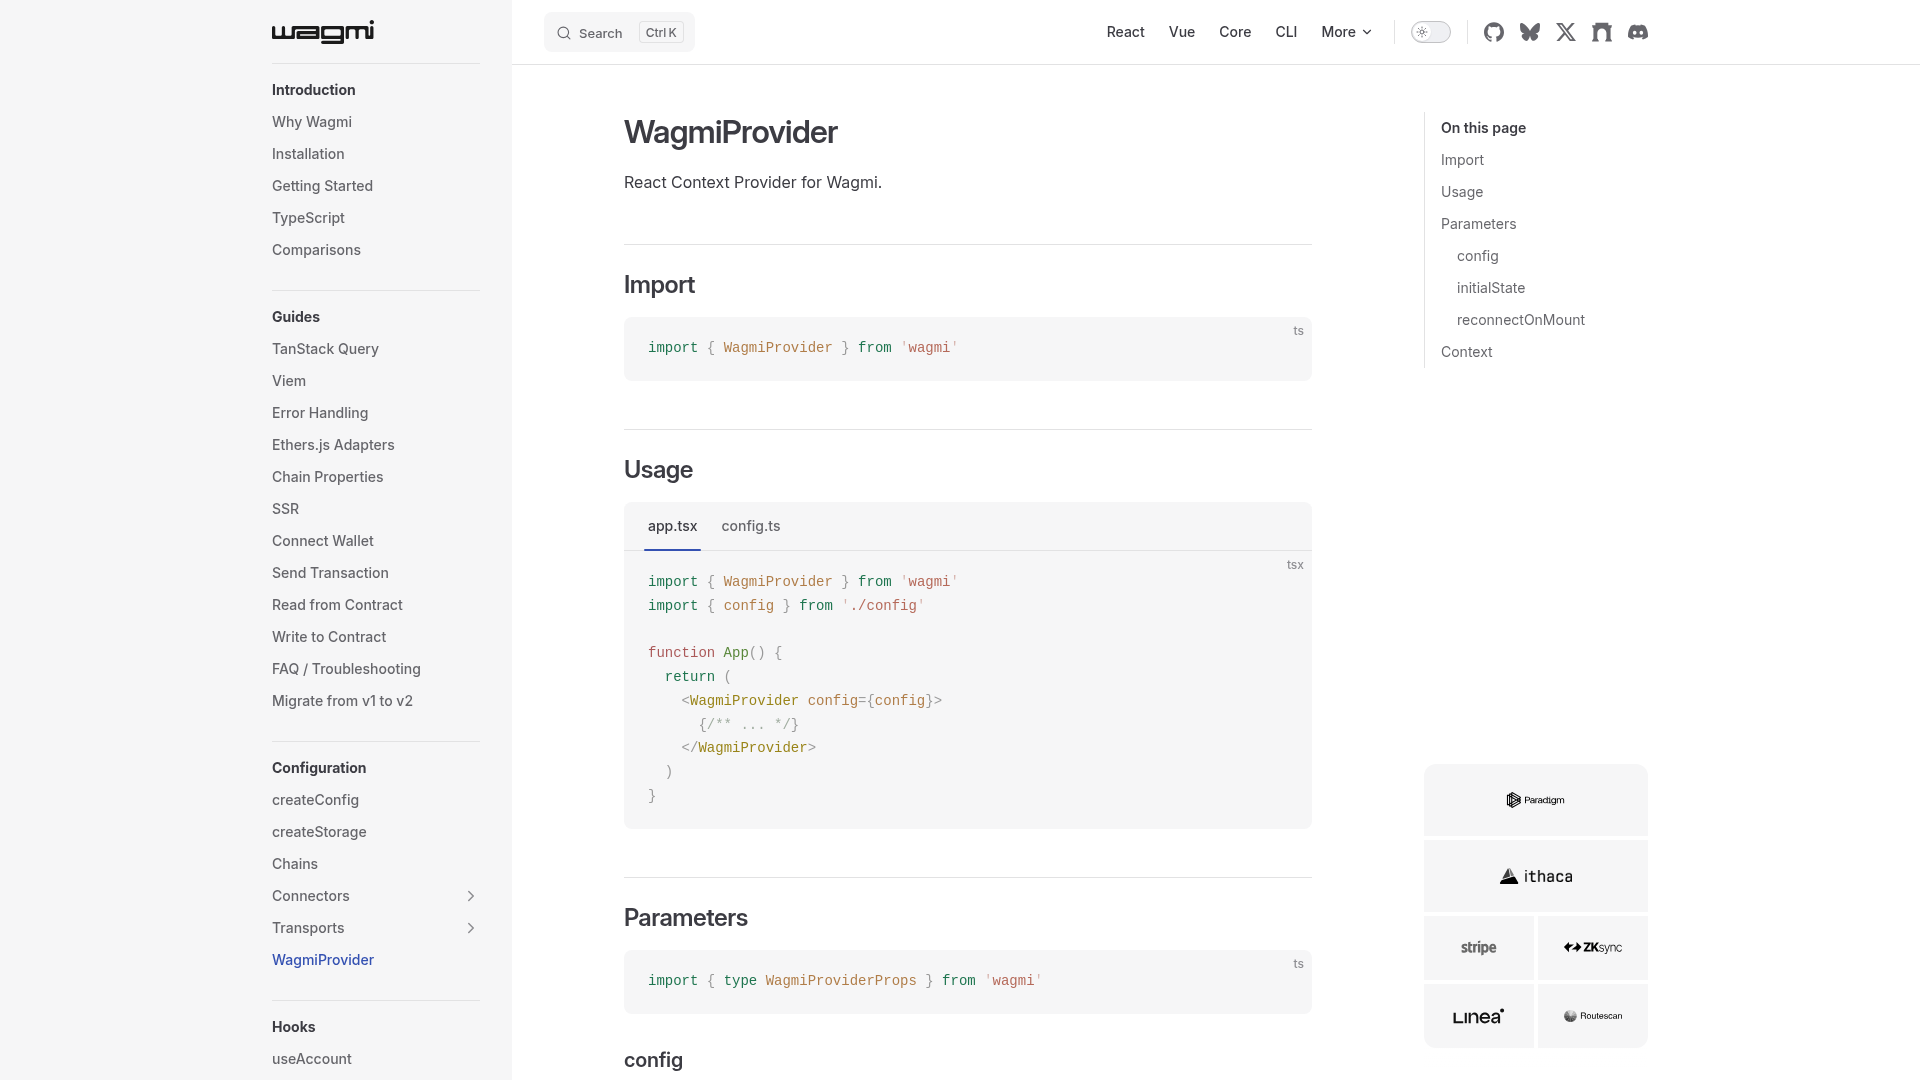 wagmi
Introduction
Why Wagmi
Installation
Getting Started
TypeScript
Comparisons
Guides
TanStack Query
Viem
Error Handling
Ethers.js Adapters
Chain Properties
SSR
Connect Wallet
Send Transaction
Read from Contract
Write to Contract
FAQ / Troubleshooting
Migrate from v1 to v2
Configuration
createConfig
createStorage
Chains
Connectors
Transports
WagmiProvider
Hooks
useAccount
Search Ctrl K
React Vue Core CLI More
WagmiProvider
React Context Provider for Wagmi.
Import
ts
import { WagmiProvider } from 'wagmi'
Usage
app.tsx config.ts
tsx
import { WagmiProvider } from 'wagmi'
import { config } from './config'
function App() {
  return (
    <WagmiProvider config={config}>
      {/** ... */}
    </WagmiProvider>
  )
}
Parameters
ts
import { type WagmiProviderProps } from 'wagmi'
config
On this page
Import
Usage
Parameters
config
initialState
reconnectOnMount
Context
Paradigm
ithaca
stripe ZKsync
Linea Routescan